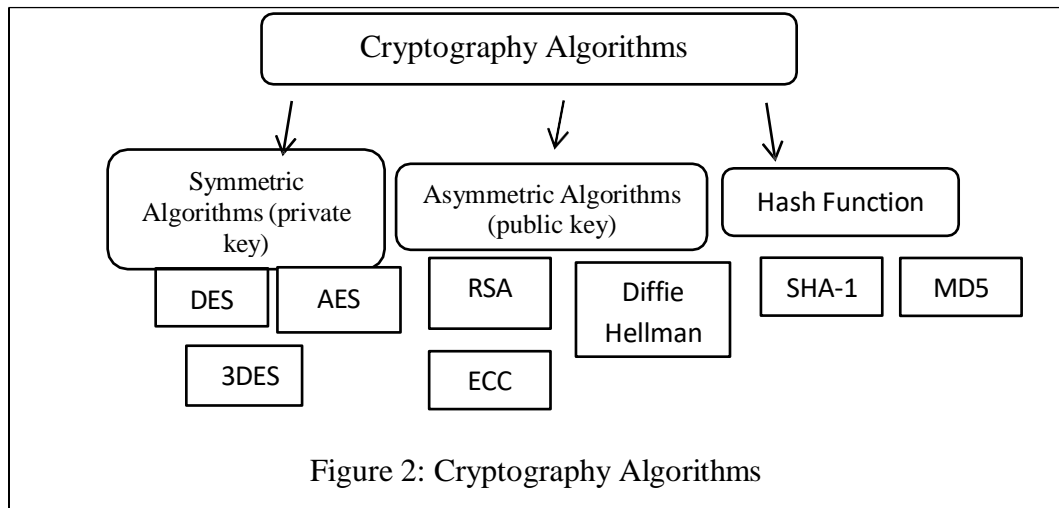 Cryptography Algorithms
Symmetric
Algorithms (private
key)
Asymmetric Algorithms
(public key)
Hash Function
DES
AES
3DES
RSA
Diffie
Hellman
ECC
SHA-1
MD5
Figure 2: Cryptography Algorithms